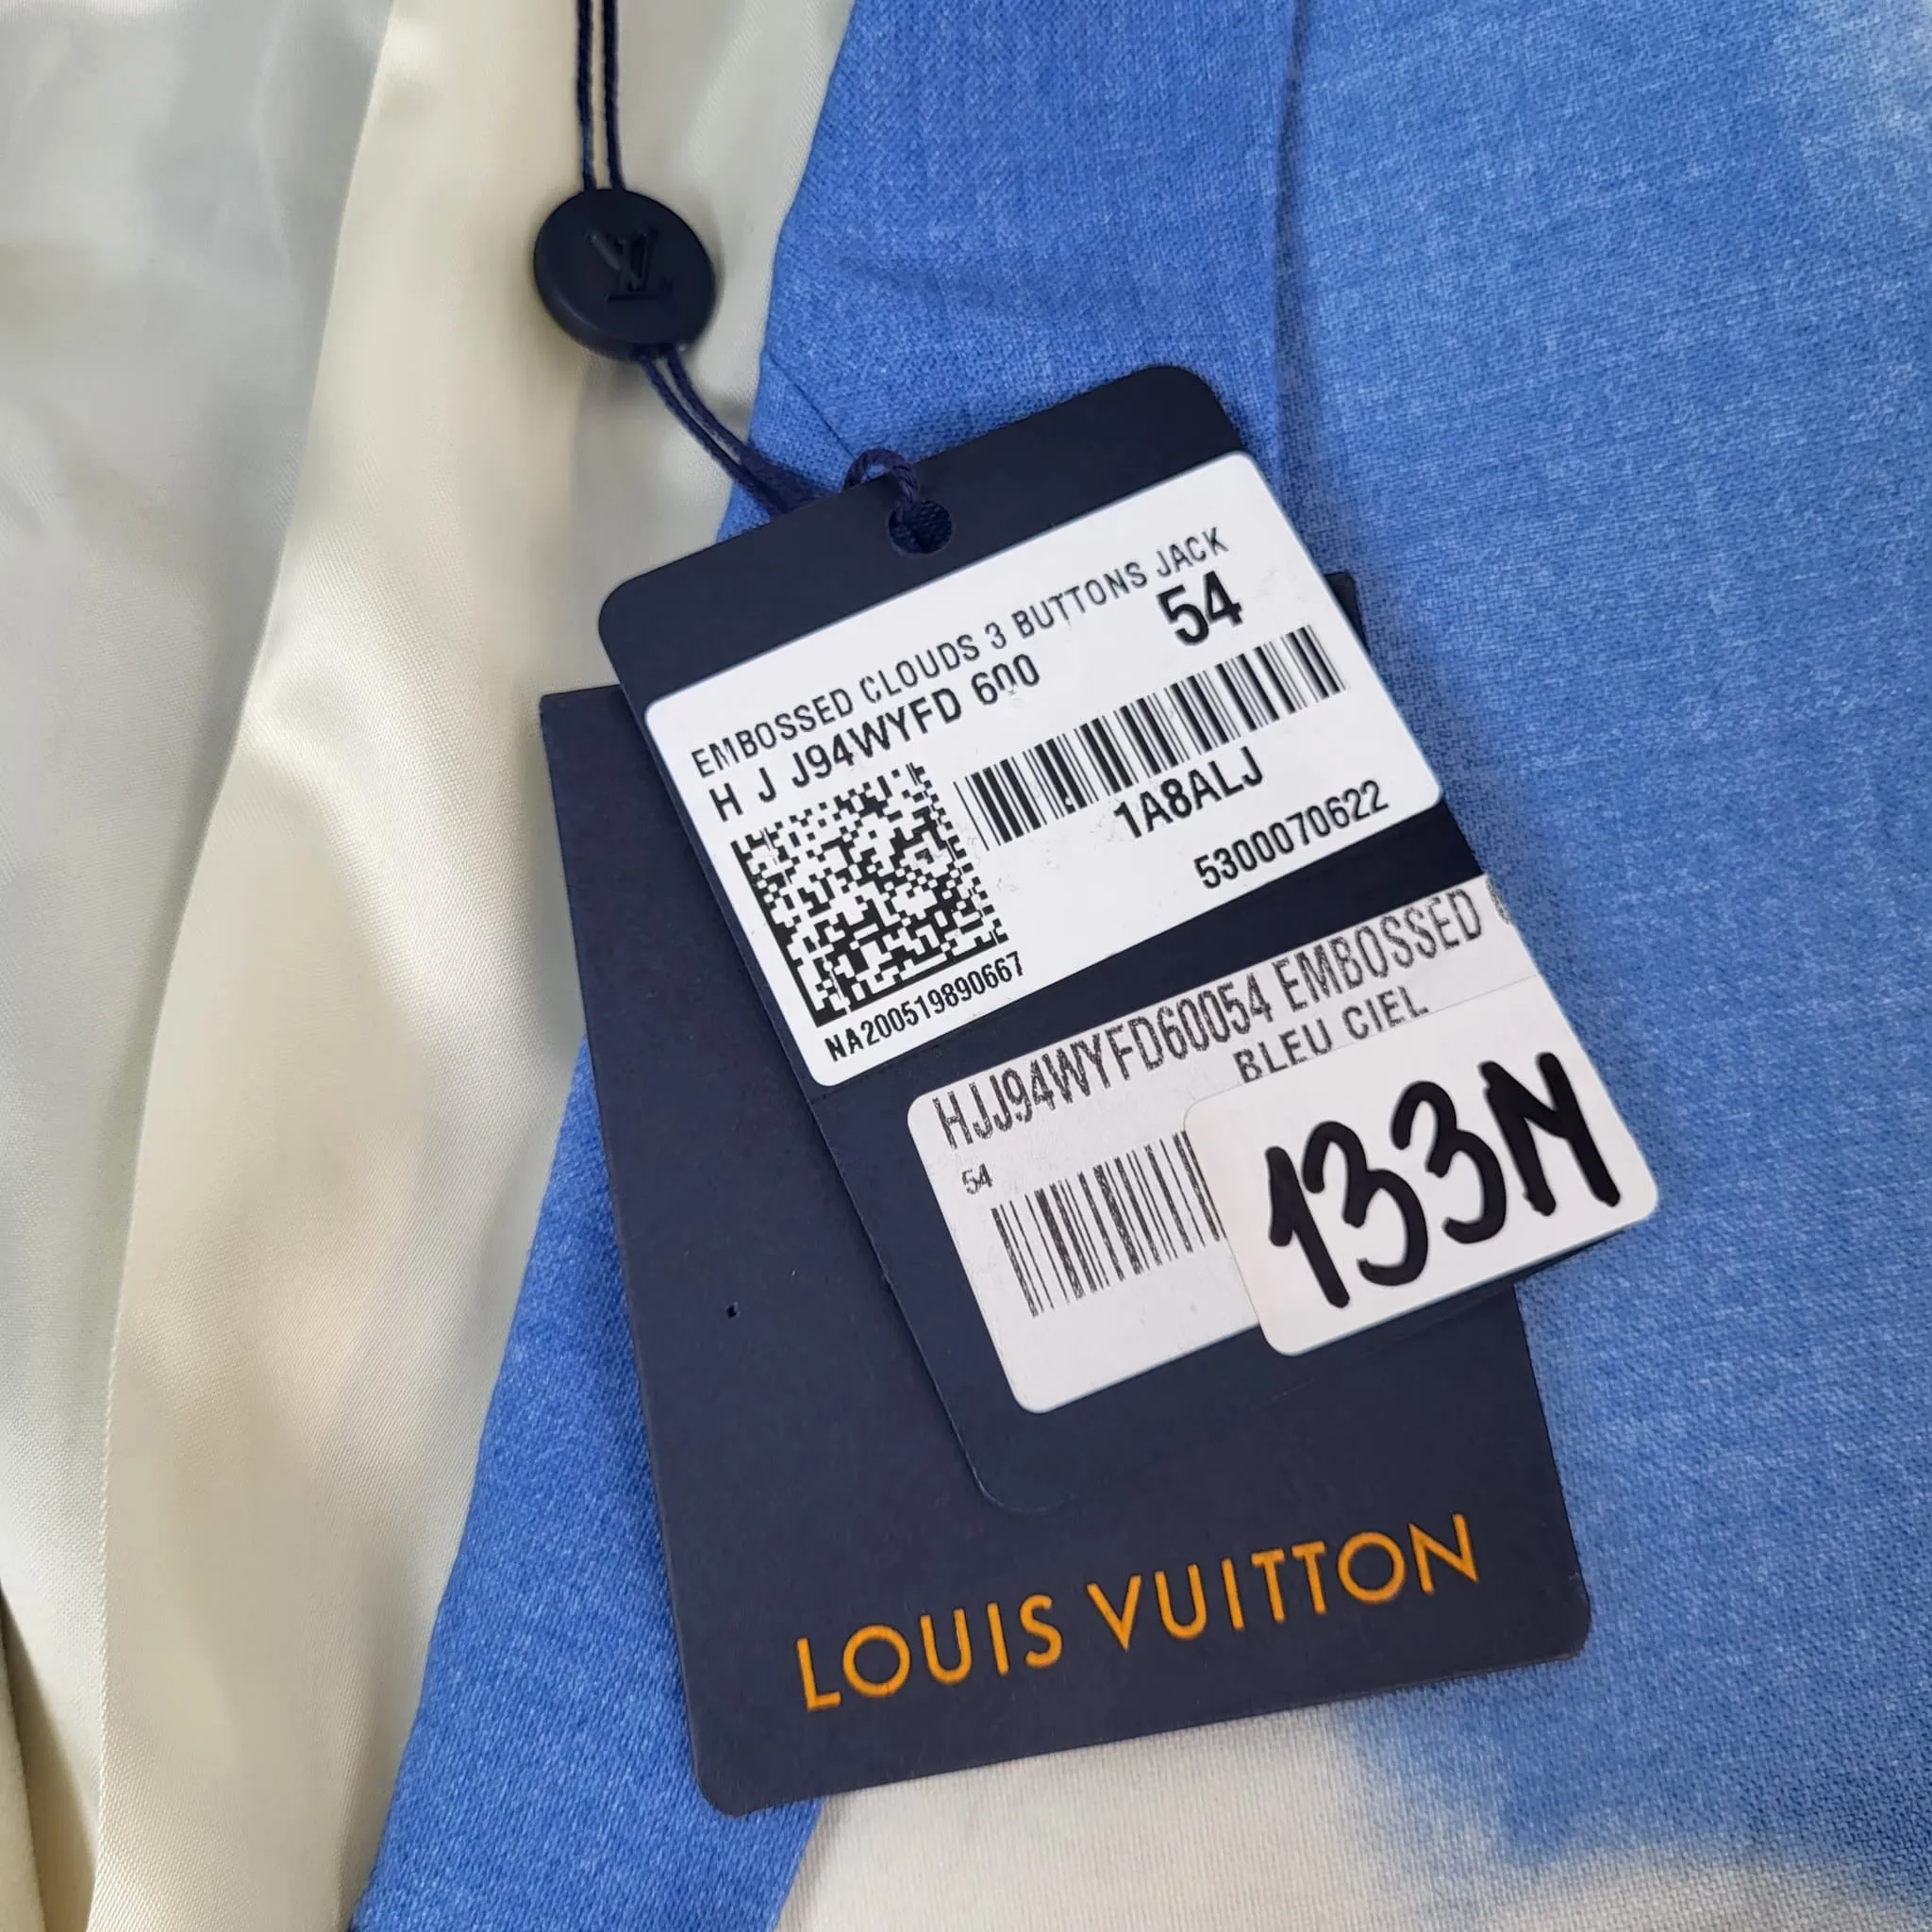 LV
EMBOSSED CLOUDS 3 BUTTONS JACK
H J J94WYFD 600
54
1A8ALJ
5300070622
NA200519890667
HJJ94WYFD60054 EMBOSSED
BLEU CIEL
54
133N
LOUIS VUITTON